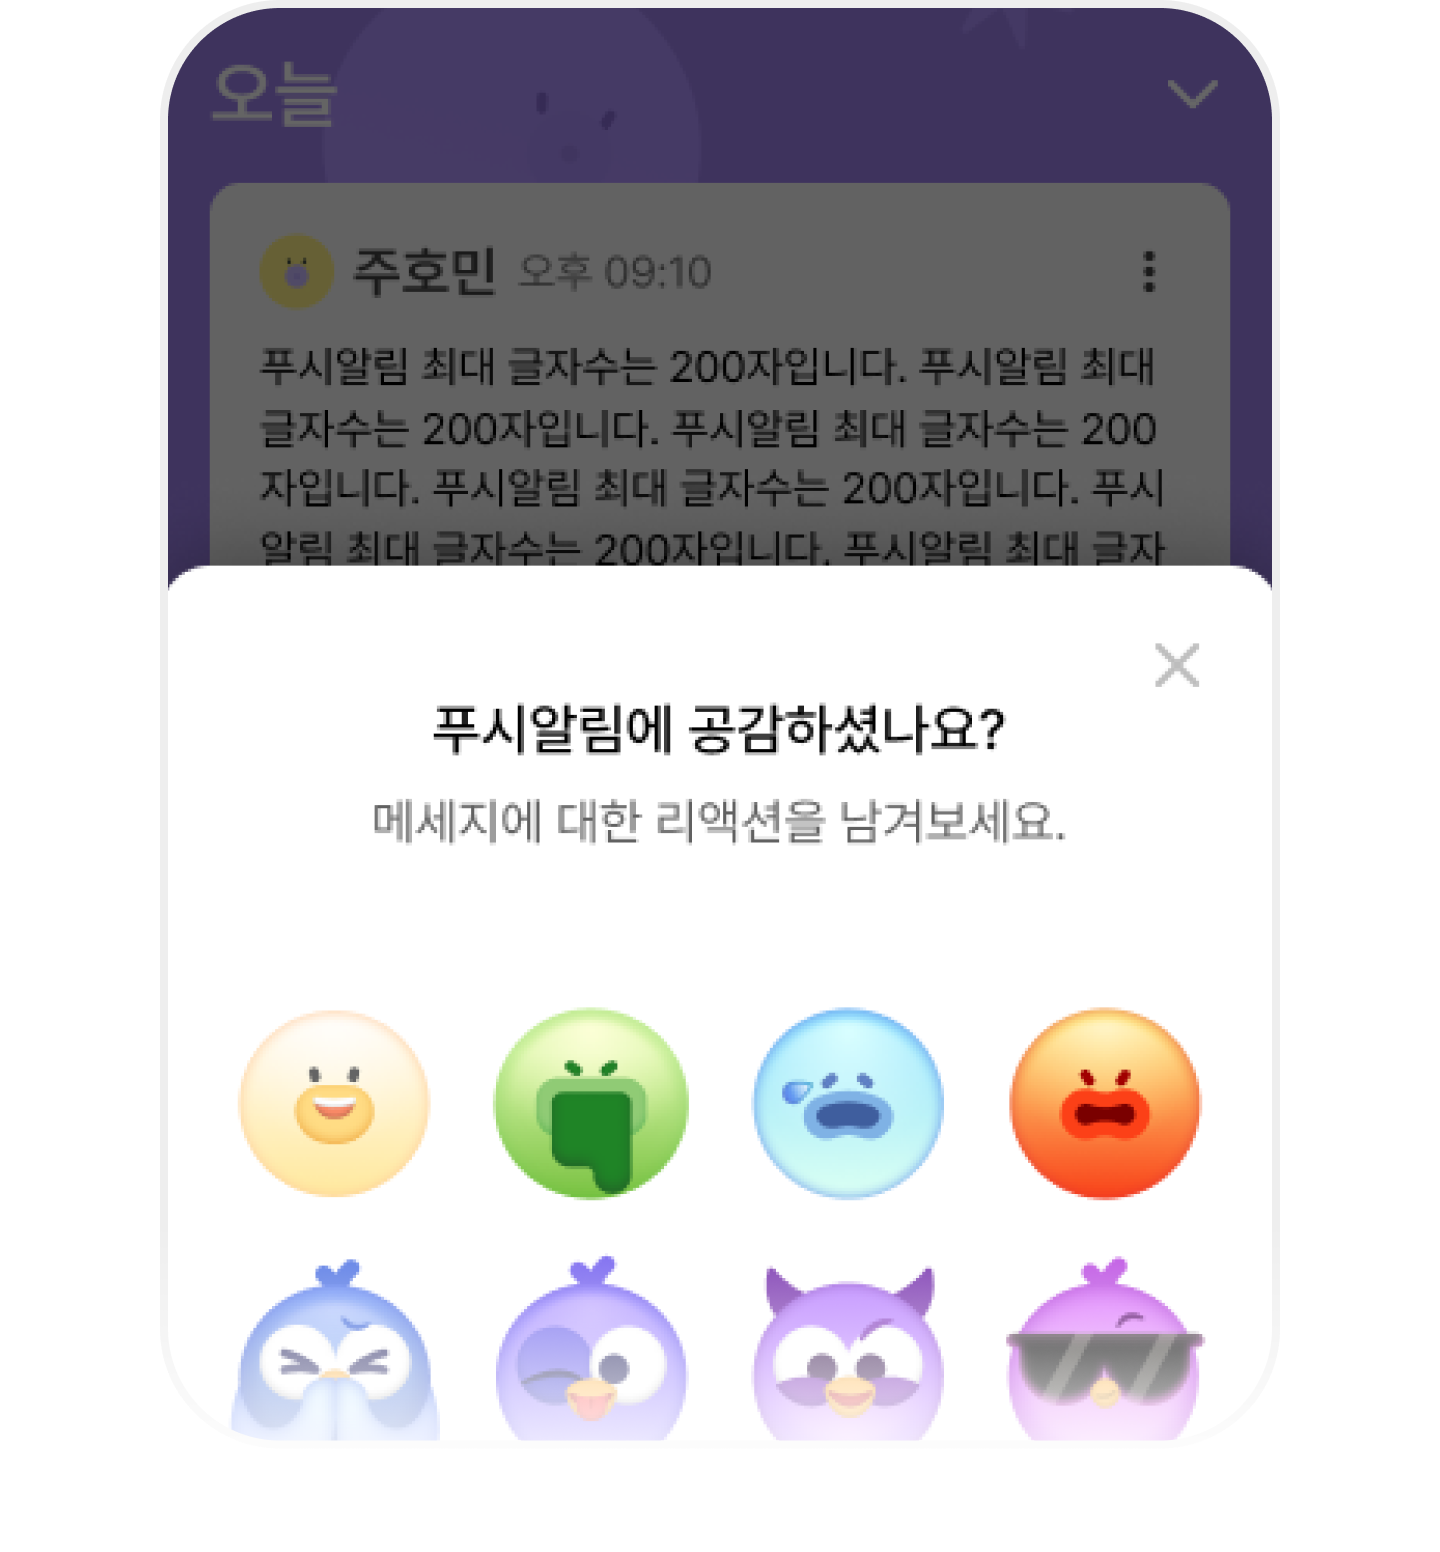 오늘
주호민 오후 09:10
푸시알림 최대 글자수는 200자입니다. 푸시알림 최대
글자수는 200자입니다. 푸시알림 최대 글자수는 200
자입니다. 푸시알림 최대 글자수는 200자입니다. 푸시
알림 최대 글자수는 200자입니다. 푸시알림 최대 글자
푸시알림에 공감하셨나요?
메세지에 대한 리액션을 남겨보세요.